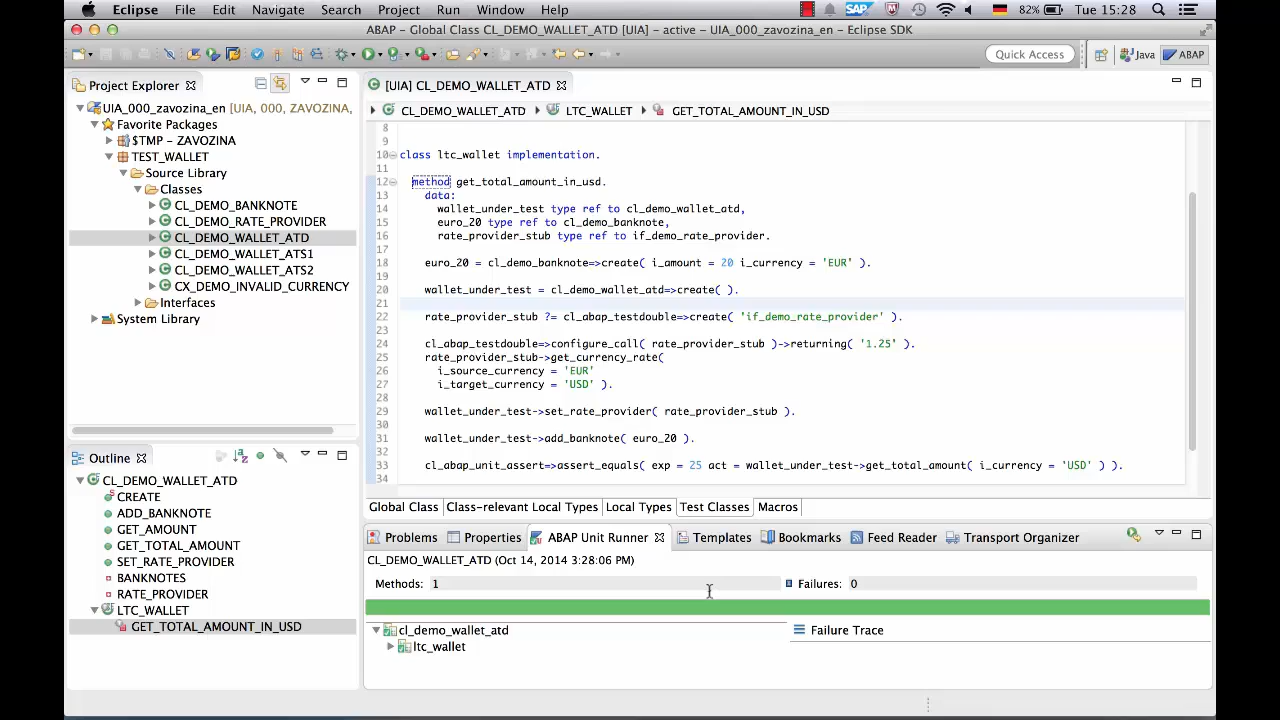 Eclipse File Edit Navigate Search Project Run Window Help SAP 82% Tue 15:28
ABAP - Global Class CL_DEMO_WALLET_ATD [UIA] - active - UIA_000_zavozina_en - Eclipse SDK
Quick Access Java ABAP
Project Explorer
UIA_000_zavozina_en [UIA, 000, ZAVOZINA,
Favorite Packages
$TMP - ZAVOZINA
TEST_WALLET
Source Library
Classes
CL_DEMO_BANKNOTE
CL_DEMO_RATE_PROVIDER
CL_DEMO_WALLET_ATD
CL_DEMO_WALLET_ATS1
CL_DEMO_WALLET_ATS2
CX_DEMO_INVALID_CURRENCY
Interfaces
System Library
Outline
CL_DEMO_WALLET_ATD
CREATE
ADD_BANKNOTE
GET_AMOUNT
GET_TOTAL_AMOUNT
SET_RATE_PROVIDER
BANKNOTES
RATE_PROVIDER
LTC_WALLET
GET_TOTAL_AMOUNT_IN_USD
[UIA] CL_DEMO_WALLET_ATD
CL_DEMO_WALLET_ATD LTC_WALLET GET_TOTAL_AMOUNT_IN_USD
8
9
10 class ltc_wallet implementation.
11
12 method get_total_amount_in_usd.
13 data:
14 wallet_under_test type ref to cl_demo_wallet_atd,
15 euro_20 type ref to cl_demo_banknote,
16 rate_provider_stub type ref to if_demo_rate_provider.
17
18 euro_20 = cl_demo_banknote=>create( i_amount = 20 i_currency = 'EUR' ).
19
20 wallet_under_test = cl_demo_wallet_atd=>create( ).
21
22 rate_provider_stub ?= cl_abap_testdouble=>create( 'if_demo_rate_provider' ).
23
24 cl_abap_testdouble=>configure_call( rate_provider_stub )->returning( '1.25' ).
25 rate_provider_stub->get_currency_rate(
26 i_source_currency = 'EUR'
27 i_target_currency = 'USD' ).
28
29 wallet_under_test->set_rate_provider( rate_provider_stub ).
30
31 wallet_under_test->add_banknote( euro_20 ).
32
33 cl_abap_unit_assert=>assert_equals( exp = 25 act = wallet_under_test->get_total_amount( i_currency = 'USD' ) ).
34
Global Class Class-relevant Local Types Local Types Test Classes Macros
Problems Properties ABAP Unit Runner Templates Bookmarks Feed Reader Transport Organizer
CL_DEMO_WALLET_ATD (Oct 14, 2014 3:28:06 PM)
Methods: 1 Failures: 0
cl_demo_wallet_atd
ltc_wallet
Failure Trace